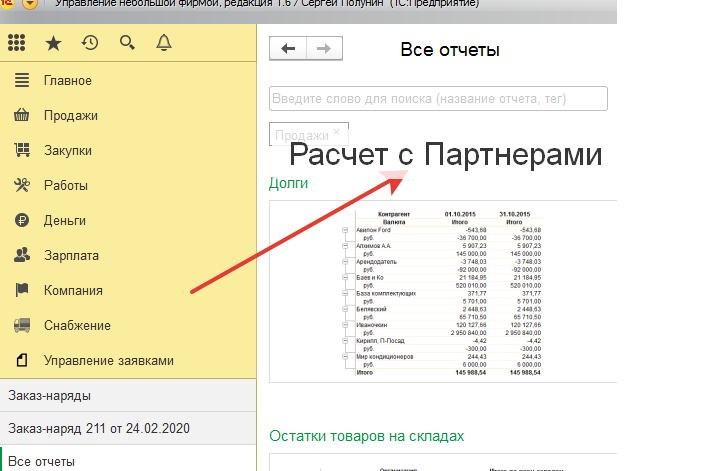 Управление небольшой фирмой, редакция 1.6 / Сергей Полунин (1С:Предприятие)
Главное
Продажи
Закупки
Работы
Деньги
Зарплата
Компания
Снабжение
Управление заявками
Заказ-наряды
Заказ-наряд 211 от 24.02.2020
Все отчеты
Все отчеты
Введите слово для поиска (название отчета, тег)
Продажи ×
Расчет с Партнерами
Долги
Контрагент 01.10.2015 31.10.2015
Валюта Итого Итого
Авилон Ford -543,68 -543,68
руб. -36 700,00 -36 700,00
Апхимов А.А. 5 907,23 5 907,23
руб. 145 000,00 145 000,00
Арендодатель -3 748,03 -3 748,03
руб. -92 000,00 -92 000,00
Баев и Ко 21 184,95 21 184,95
руб. 520 010,00 520 010,00
База комплектующих 371,77 371,77
руб. 5 701,00 5 701,00
Белявский 2 448,63 2 448,63
руб. 65 710,50 65 710,50
Иваночкин 120 127,66 120 127,66
руб. 2 950 840,00 2 950 840,00
Кирилл, П-Посад -4,42 -4,42
руб. -300,00 -300,00
Мир кондиционеров 244,43 244,43
руб. 6 000,00 6 000,00
Итого 145 988,54 145 988,54
Остатки товаров на складах